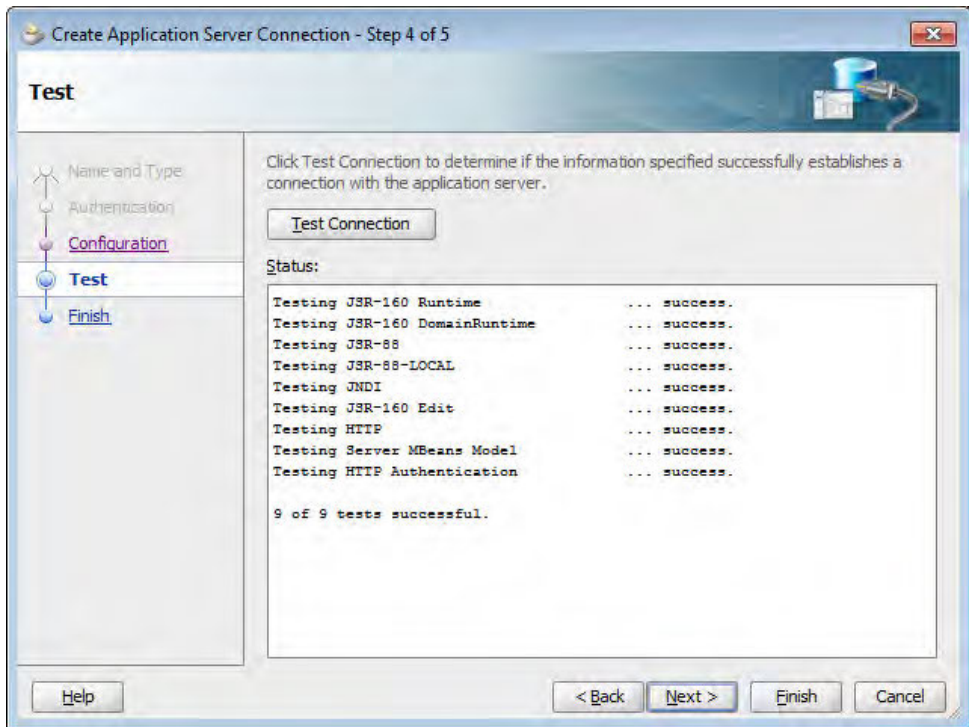 Create Application Server Connection - Step 4 of 5
Test
Name and Type
Authentication
Configuration
Test
Finish
Click Test Connection to determine if the information specified successfully establishes a
connection with the application server.
Test Connection
Status:
Testing JSR-160 Runtime ... success.
Testing JSR-160 DomainRuntime ... success.
Testing JSR-88 ... success.
Testing JSR-88-LOCAL ... success.
Testing JNDI ... success.
Testing JSR-160 Edit ... success.
Testing HTTP ... success.
Testing Server MBeans Model ... success.
Testing HTTP Authentication ... success.
9 of 9 tests successful.
Help
< Back
Next >
Finish
Cancel